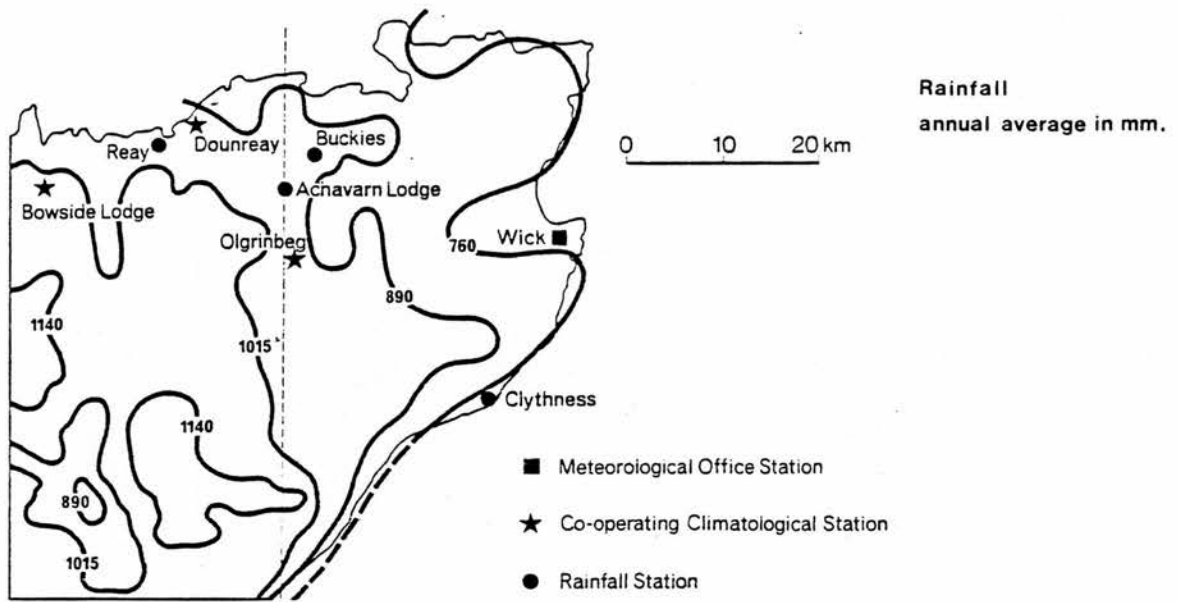 Rainfall
annual average in mm.
0 10 20 km
Buckies
Dounreay
Reay
Achavarn Lodge
Bowside Lodge
Olgrinbeg
Wick
760
890
1140
1015
Clythness
1140
Meteorological Office Station
890
Co-operating Climatological Station
1015
Rainfall Station